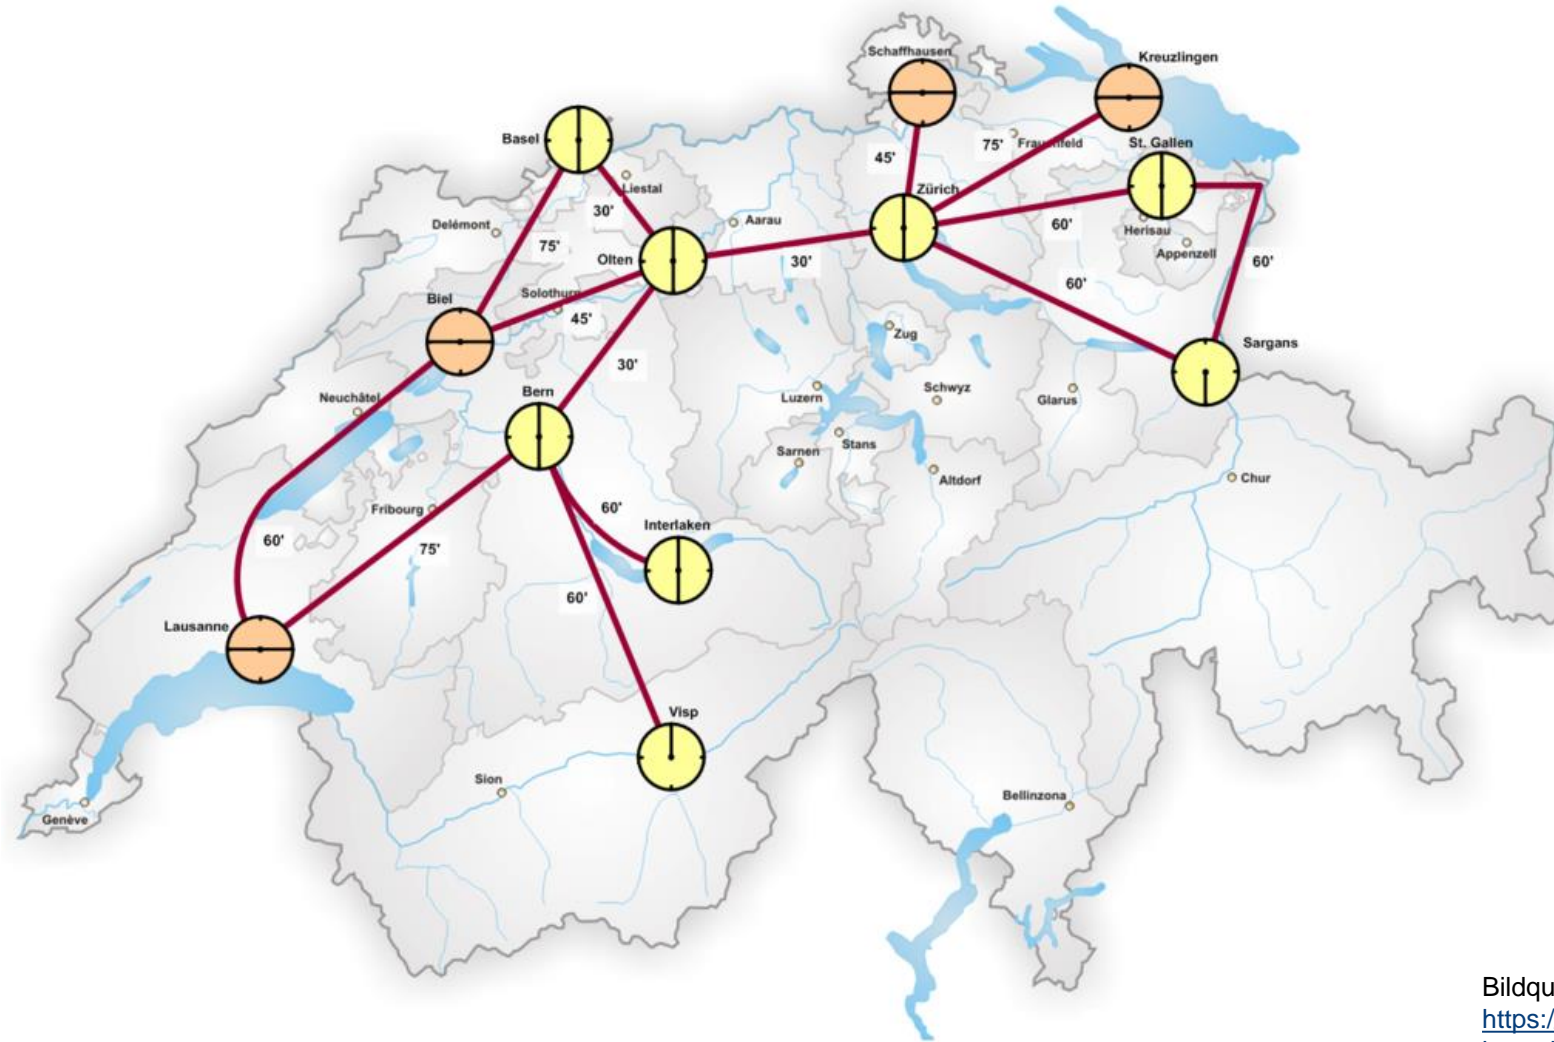 Schaffhausen
Kreuzlingen
Basel
45'
75'
Frauenfeld
St. Gallen
Liestal
Zürich
30'
Aarau
60'
Herisau
Delémont
75'
Appenzell
Olten
30'
60'
60'
Biel
Solothurn
45'
Zug
Sargans
30'
Bern
Neuchâtel
Luzern
Schwyz
Glarus
Stans
Sarnen
Altdorf
Chur
Fribourg
60'
Interlaken
60'
75'
60'
Lausanne
Visp
Sion
Bellinzona
Genève
Bildqu
https:/